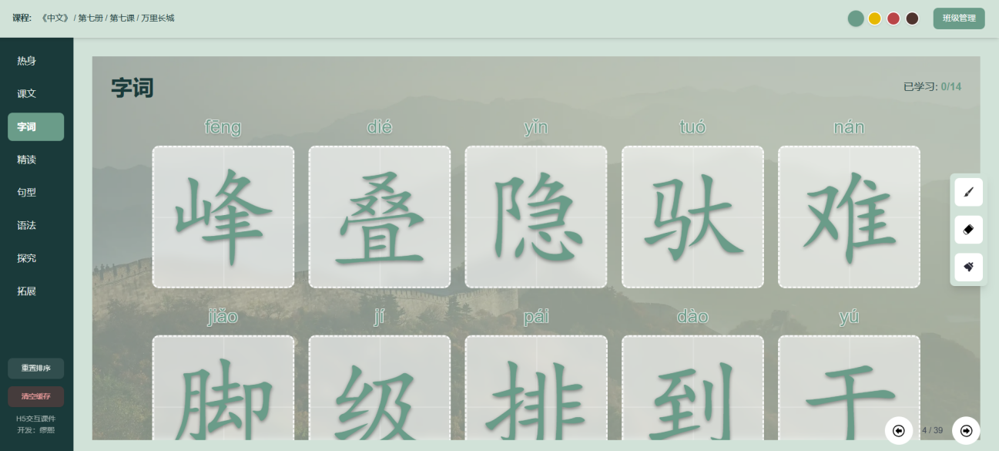 课程: 《中文》 / 第七册 / 第七课 / 万里长城
班级管理
热身
课文
字词
精读
句型
语法
探究
拓展
重置排序
清空缓存
H5交互课件
开发：缪熙
字词
已学习: 0/14
fēng dié yǐn tuó nán
峰 叠 隐 驮 难
jiǎo jí pái dào yú
脚 级 排 到 于
4 / 39